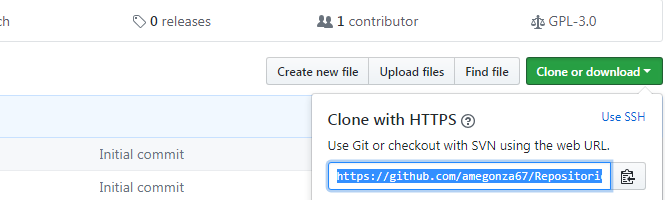 ch 0 releases 1 contributor GPL-3.0
Create new file Upload files Find file Clone or download
Clone with HTTPS Use SSH
Use Git or checkout with SVN using the web URL.
Initial commit
https://github.com/amegonza67/Repositori
Initial commit